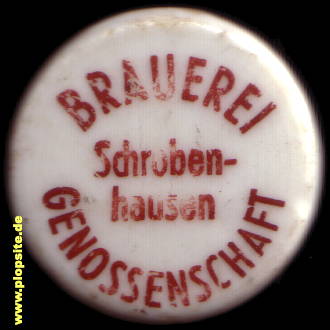 BRAUEREI
Schroben-
hausen
GENOSSENSCHAFT
www.plopsite.de